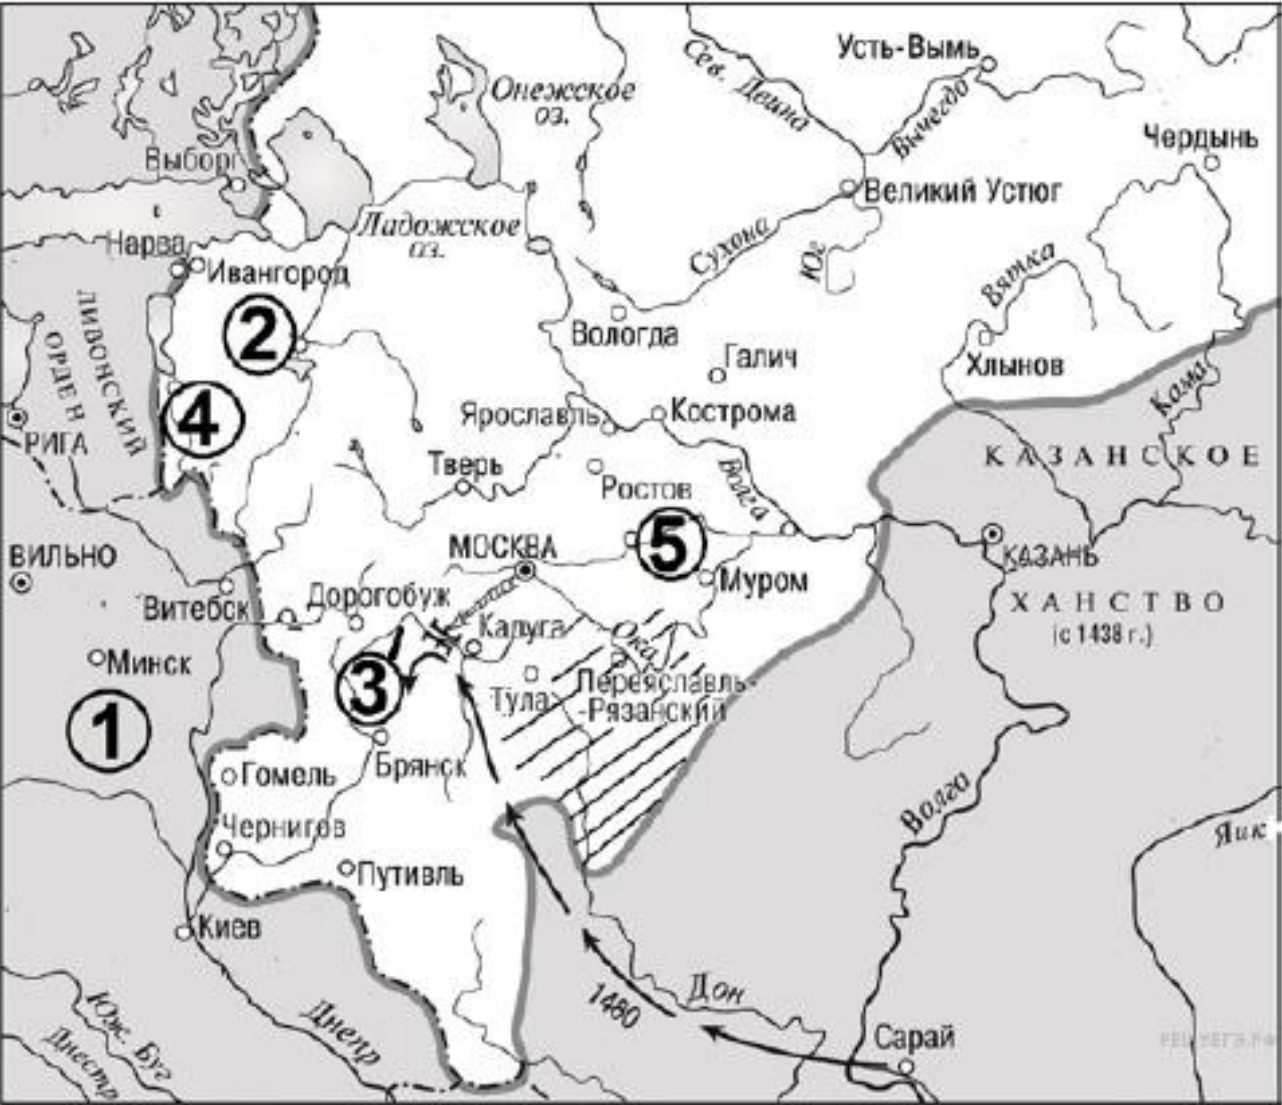 Усть-Вымь
Онежское
оз.
Сев. Двина
Вычегда
Чердынь
Выборг
Великий Устюг
Ладожское
оз.
Сухона
Юг
Нарва
Ивангород
Вятка
ЛИВОНСКИЙ
ОРДЕН
2
Вологда
Галич
Хлынов
Кама
4
РИГА
Ярославль
Кострома
КАЗАНСКОЕ
Тверь
Ростов
Волга
5
МОСКВА
ВИЛЬНО
КАЗАНЬ
Витебск
Дорогобуж
Муром
ХАНСТВО
(с 1438 г.)
Калуга
Ока
Минск
3
Тула
Переяславль-
-Рязанский
1
Гомель
Брянск
Волга
Чернигов
Яик
Путивль
Киев
Дон
1480
Юж. Буг
Днепр
Днестр
Сарай
РЕШУЕГЭ.РФ